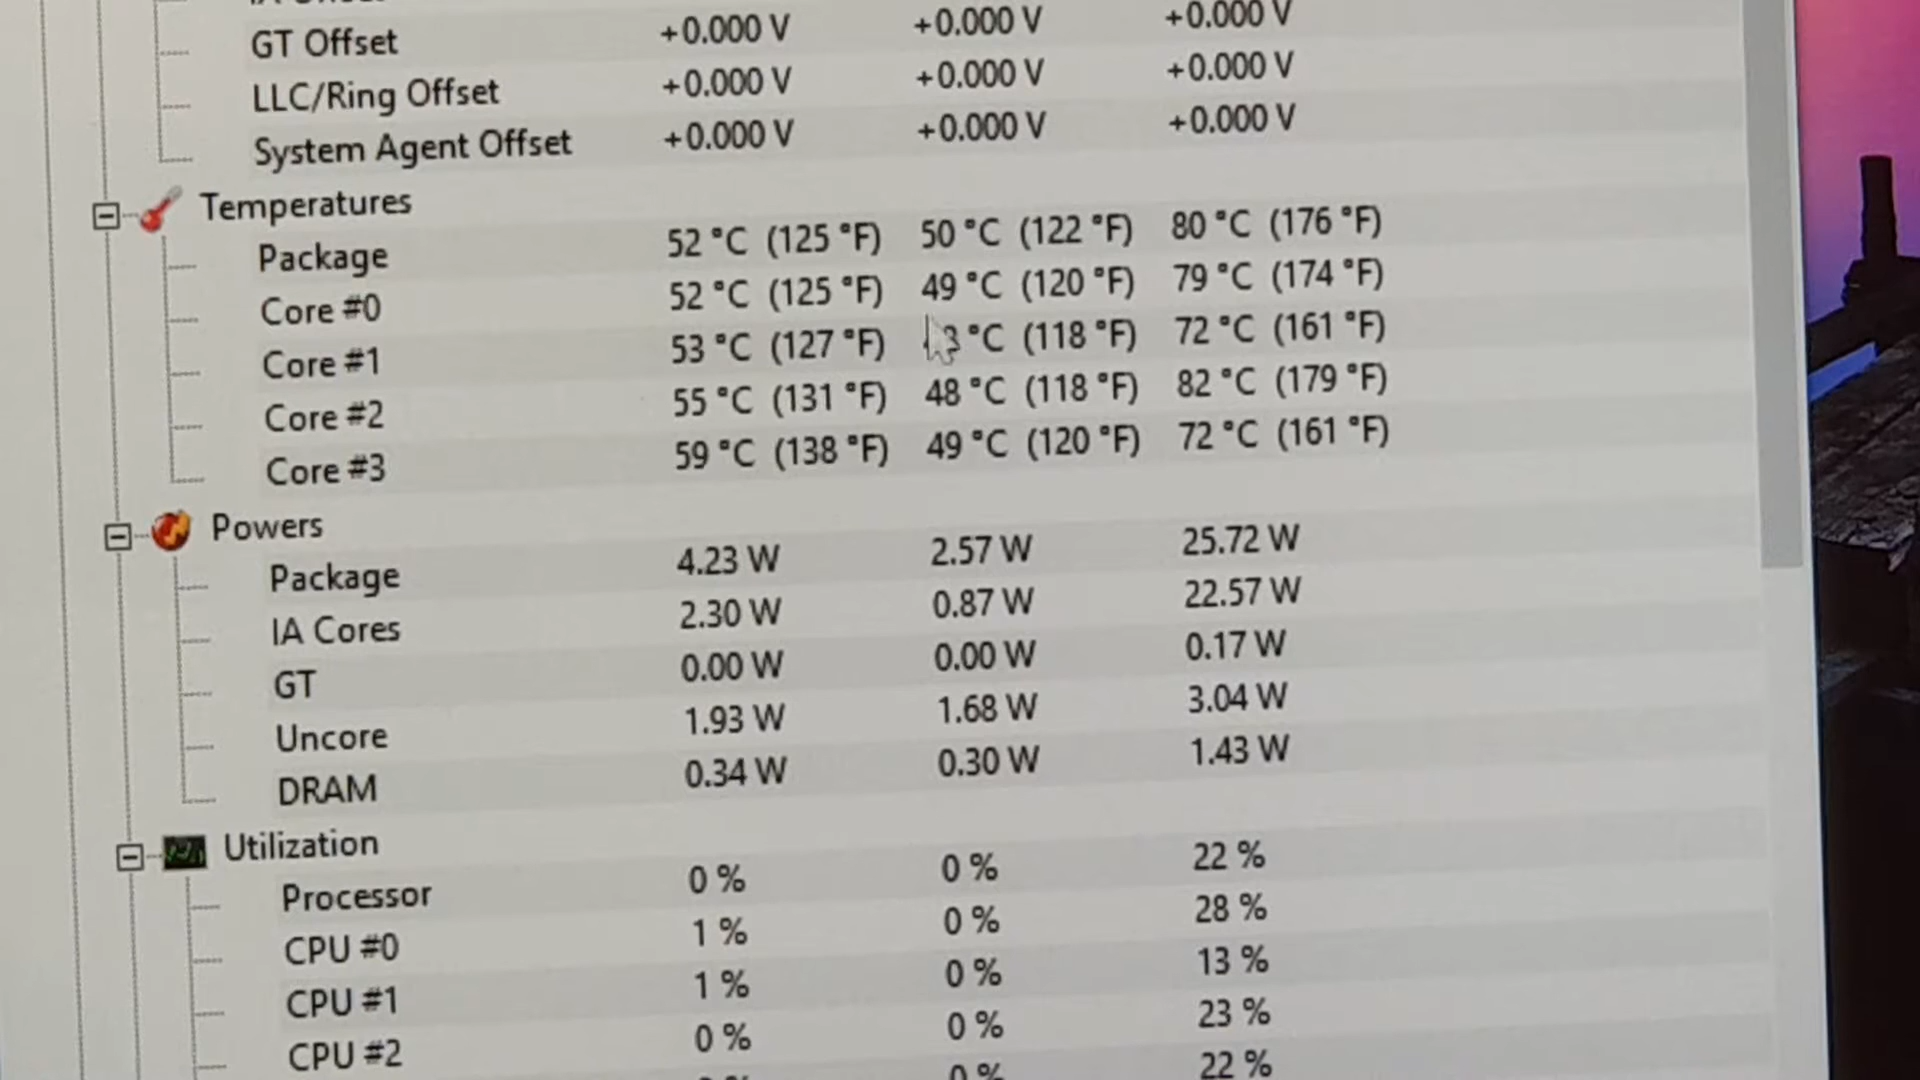 GT Offset +0.000 V +0.000 V +0.000 V
LLC/Ring Offset +0.000 V +0.000 V +0.000 V
System Agent Offset +0.000 V +0.000 V +0.000 V
Temperatures
Package 52 °C (125 °F) 50 °C (122 °F) 80 °C (176 °F)
Core #0 52 °C (125 °F) 49 °C (120 °F) 79 °C (174 °F)
Core #1 53 °C (127 °F) °C (118 °F) 72 °C (161 °F)
Core #2 55 °C (131 °F) 48 °C (118 °F) 82 °C (179 °F)
Core #3 59 °C (138 °F) 49 °C (120 °F) 72 °C (161 °F)
Powers
Package 4.23 W 2.57 W 25.72 W
IA Cores 2.30 W 0.87 W 22.57 W
GT 0.00 W 0.00 W 0.17 W
Uncore 1.93 W 1.68 W 3.04 W
DRAM 0.34 W 0.30 W 1.43 W
Utilization
Processor 0 % 0 % 22 %
CPU #0 1 % 0 % 28 %
CPU #1 1 % 0 % 13 %
CPU #2 0 % 0 % 23 %
0 % 22 %